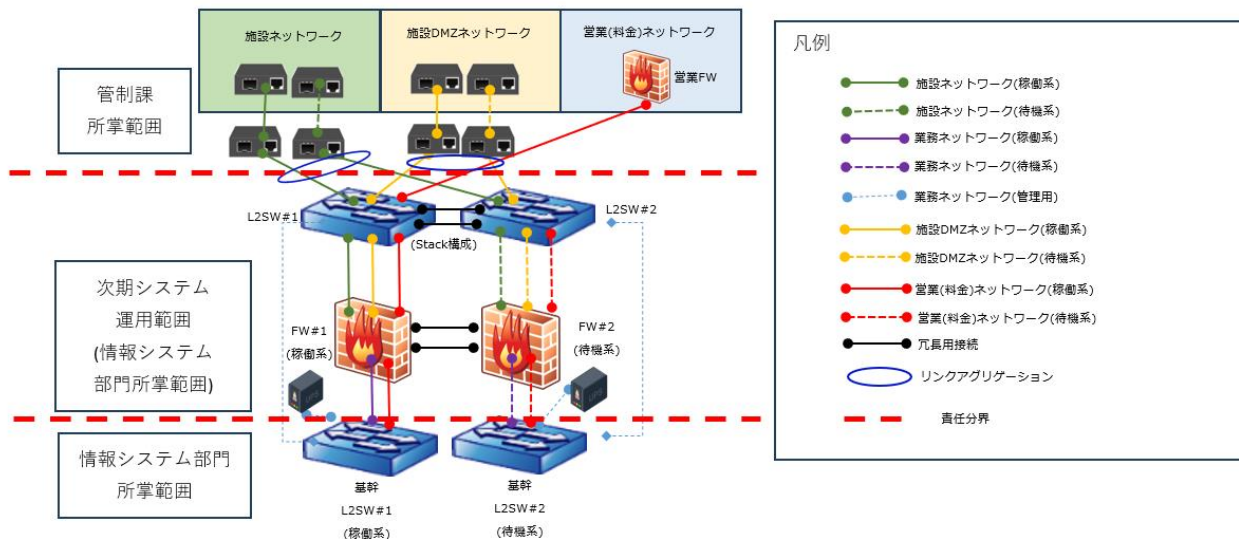 施設ネットワーク
施設DMZネットワーク
営業(料金)ネットワーク
営業FW
管制課
所掌範囲
L2SW#1
L2SW#2
(Stack構成)
次期システム
運用範囲
(情報システム
部門所掌範囲)
FW#1
(稼働系)
FW#2
(待機系)
UPS
UPS
情報システム部門
所掌範囲
基幹
L2SW#1
(稼働系)
基幹
L2SW#2
(待機系)
凡例
施設ネットワーク(稼働系)
施設ネットワーク(待機系)
業務ネットワーク(稼働系)
業務ネットワーク(待機系)
業務ネットワーク(管理用)
施設DMZネットワーク(稼働系)
施設DMZネットワーク(待機系)
営業(料金)ネットワーク(稼働系)
営業(料金)ネットワーク(待機系)
冗長用接続
リンクアグリゲーション
責任分界